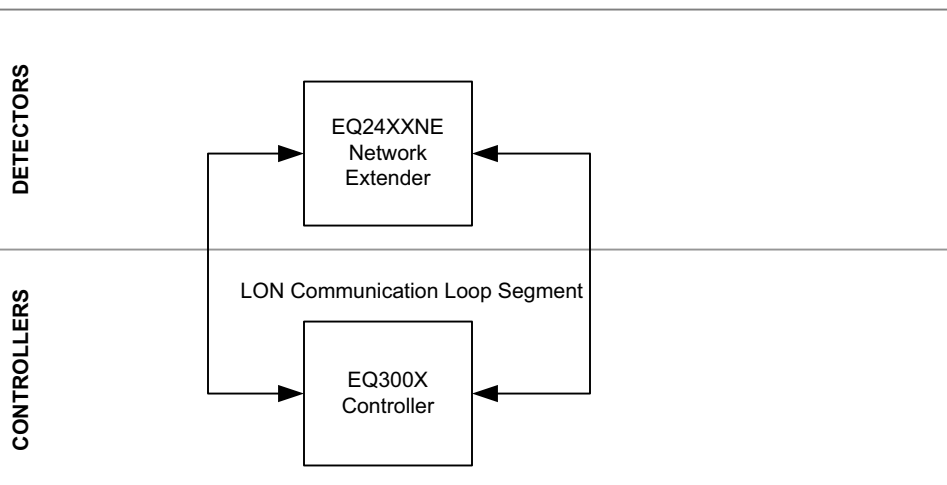 DETECTORS
EQ24XXNE
Network
Extender
LON Communication Loop Segment
CONTROLLERS
EQ300X
Controller